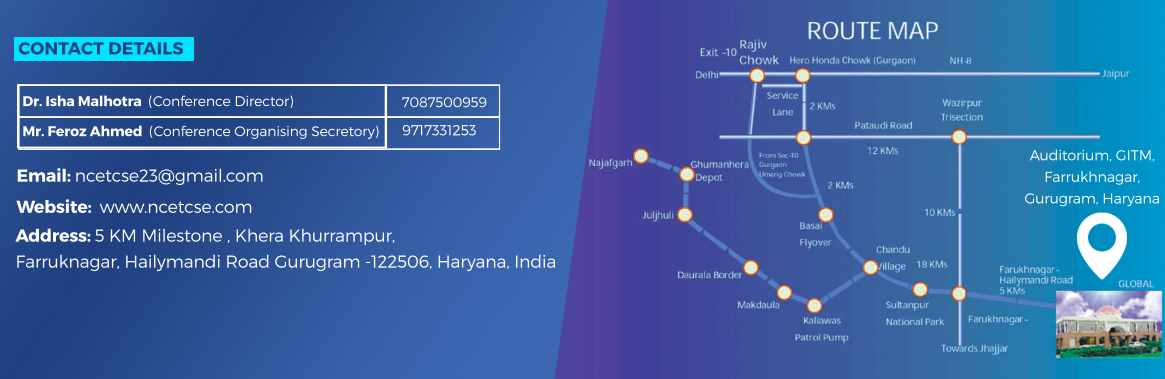 CONTACT DETAILS
Dr. Isha Malhotra (Conference Director) 7087500959
Mr. Feroz Ahmed (Conference Organising Secretory) 9717331253
Email: ncetcse23@gmail.com
Website: www.ncetcse.com
Address: 5 KM Milestone , Khera Khurrampur,
Farruknagar, Hailymandi Road Gurugram -122506, Haryana, India
ROUTE MAP
Exit -10
Rajiv
Chowk
Hero Honda Chowk (Gurgaon)
NH-8
Delhi
Jaipur
Service
Lane
2 KMs
Wazirpur
Trisection
Pataudi Road
12 KMs
Najafgarh
Ghumanhera
Depot
From Sec-10
Gurgaon
Umang Chowk
2 KMs
Auditorium, GITM,
Farrukhnagar,
Gurugram, Haryana
Juljhuli
Basai
Flyover
10 KMs
Chandu
Village
18 KMs
Daurala Border
Makdaula
Kaliawas
Patrol Pump
Sultanpur
National Park
Farukhnagar-
Hailymandi Road
5 KMs
GLOBAL
Farukhnagar-
Towards Jhajjar